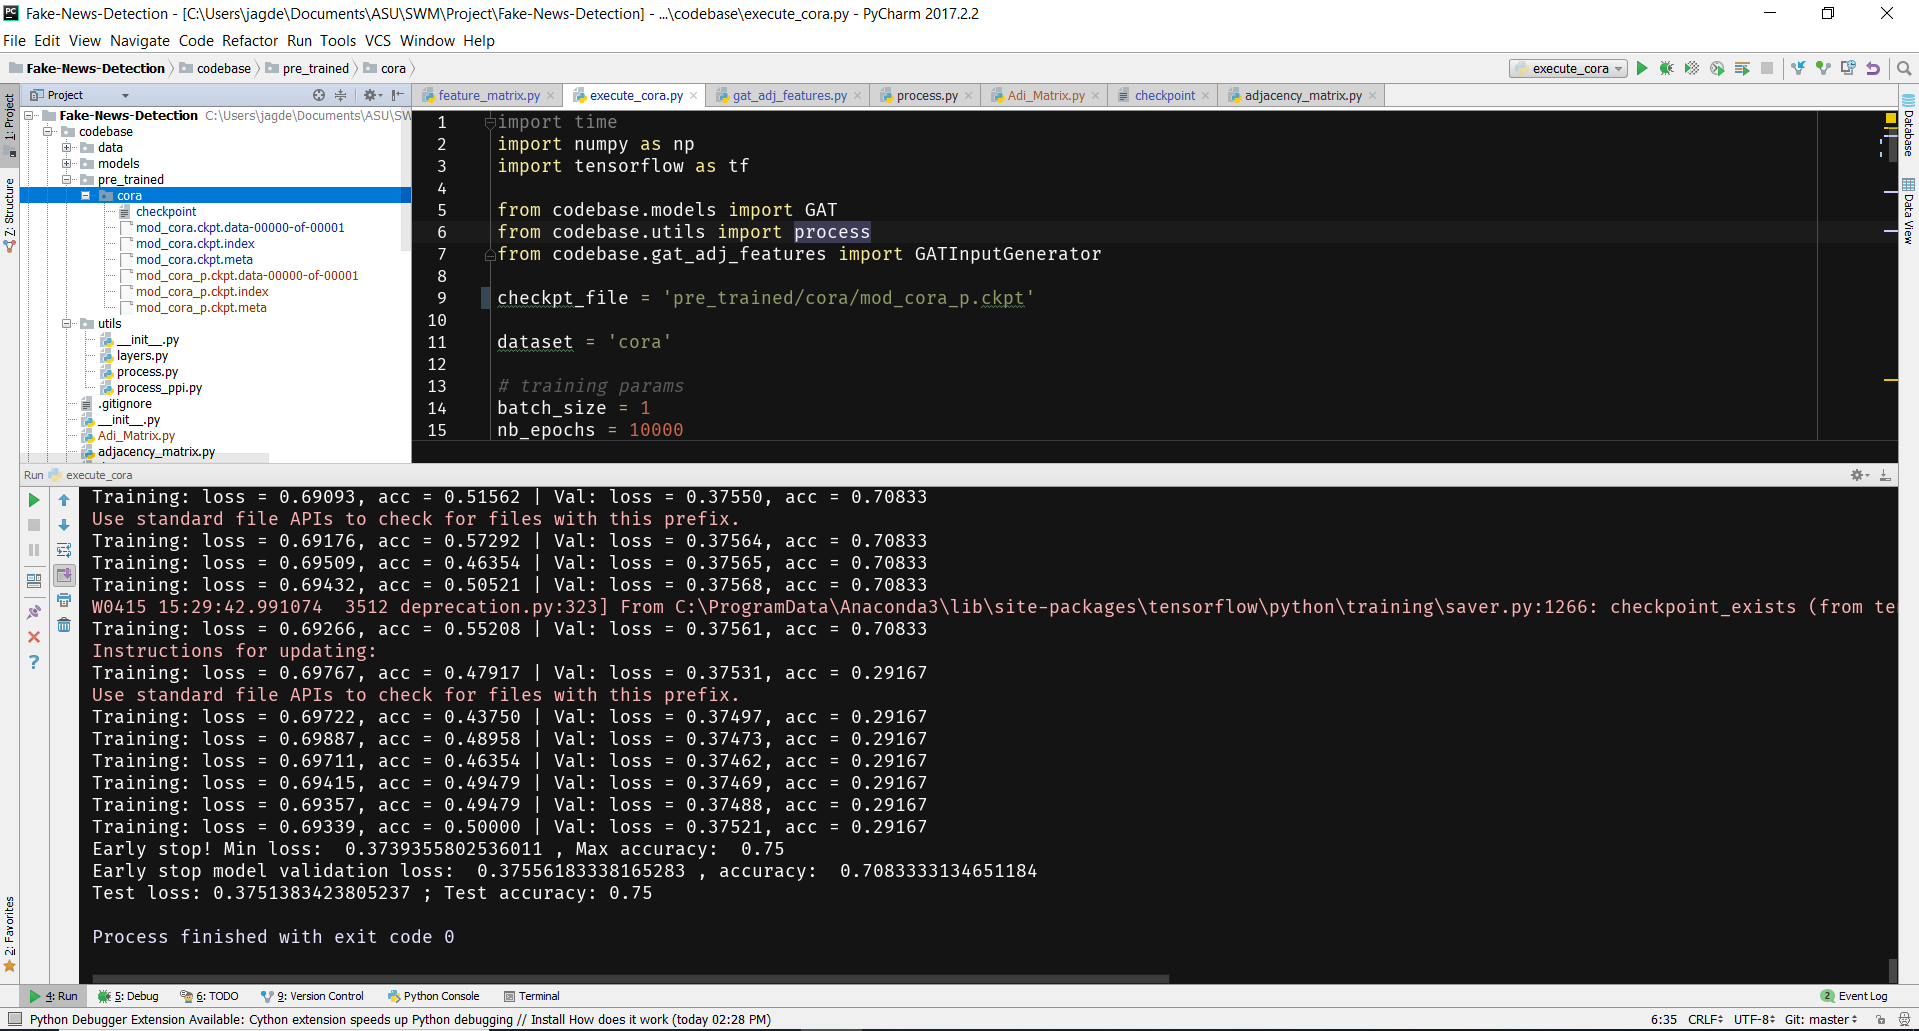 Fake-News-Detection - [C:\Users\jagde\Documents\ASU\SWM\Project\Fake-News-Detection] - ...\codebase\execute_cora.py - PyCharm 2017.2.2
File Edit View Navigate Code Refactor Run Tools VCS Window Help
Fake-News-Detection codebase pre_trained cora execute_cora
Project
feature_matrix.py execute_cora.py gat_adj_features.py process.py Adi_Matrix.py checkpoint adjacency_matrix.py
1: Project
Z: Structure
2: Favorites
Fake-News-Detection C:\Users\jagde\Documents\ASU\SW
codebase
data
models
pre_trained
cora
checkpoint
mod_cora.ckpt.data-00000-of-00001
mod_cora.ckpt.index
mod_cora.ckpt.meta
mod_cora_p.ckpt.data-00000-of-00001
mod_cora_p.ckpt.index
mod_cora_p.ckpt.meta
utils
__init__.py
layers.py
process.py
process_ppi.py
.gitignore
__init__.py
Adi_Matrix.py
adjacency_matrix.py
1 import time
2 import numpy as np
3 import tensorflow as tf
4
5 from codebase.models import GAT
6 from codebase.utils import process
7 from codebase.gat_adj_features import GATInputGenerator
8
9 checkpt_file = 'pre_trained/cora/mod_cora_p.ckpt'
10
11 dataset = 'cora'
12
13 # training params
14 batch_size = 1
15 nb_epochs = 10000
Database
Data View
Run execute_cora
Training: loss = 0.69093, acc = 0.51562 | Val: loss = 0.37550, acc = 0.70833
Use standard file APIs to check for files with this prefix.
Training: loss = 0.69176, acc = 0.57292 | Val: loss = 0.37564, acc = 0.70833
Training: loss = 0.69509, acc = 0.46354 | Val: loss = 0.37565, acc = 0.70833
Training: loss = 0.69432, acc = 0.50521 | Val: loss = 0.37568, acc = 0.70833
W0415 15:29:42.991074  3512 deprecation.py:323] From C:\ProgramData\Anaconda3\lib\site-packages\tensorflow\python\training\saver.py:1266: checkpoint_exists (from te
Training: loss = 0.69266, acc = 0.55208 | Val: loss = 0.37561, acc = 0.70833
Instructions for updating:
Training: loss = 0.69767, acc = 0.47917 | Val: loss = 0.37531, acc = 0.29167
Use standard file APIs to check for files with this prefix.
Training: loss = 0.69722, acc = 0.43750 | Val: loss = 0.37497, acc = 0.29167
Training: loss = 0.69887, acc = 0.48958 | Val: loss = 0.37473, acc = 0.29167
Training: loss = 0.69711, acc = 0.46354 | Val: loss = 0.37462, acc = 0.29167
Training: loss = 0.69415, acc = 0.49479 | Val: loss = 0.37469, acc = 0.29167
Training: loss = 0.69357, acc = 0.49479 | Val: loss = 0.37488, acc = 0.29167
Training: loss = 0.69339, acc = 0.50000 | Val: loss = 0.37521, acc = 0.29167
Early stop! Min loss:  0.3739355802536011 , Max accuracy:  0.75
Early stop model validation loss:  0.37556183338165283 , accuracy:  0.7083333134651184
Test loss: 0.3751383423805237 ; Test accuracy: 0.75
Process finished with exit code 0
4: Run 5: Debug 6: TODO 9: Version Control Python Console Terminal 2 Event Log
Python Debugger Extension Available: Cython extension speeds up Python debugging // Install How does it work (today 02:28 PM) 6:35 CRLF UTF-8 Git: master